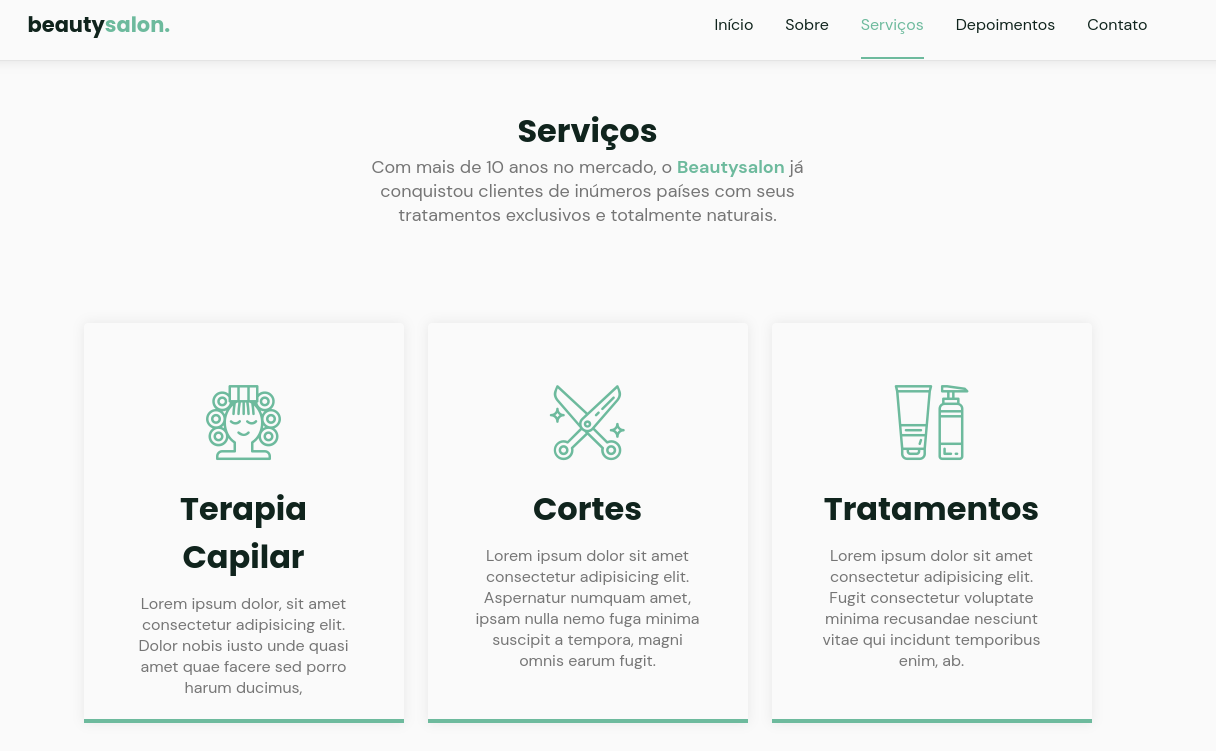 beautysalon.
Início Sobre Serviços Depoimentos Contato
Serviços
Com mais de 10 anos no mercado, o Beautysalon já
conquistou clientes de inúmeros países com seus
tratamentos exclusivos e totalmente naturais.
Terapia
Capilar
Lorem ipsum dolor, sit amet
consectetur adipisicing elit.
Dolor nobis iusto unde quasi
amet quae facere sed porro
harum ducimus,
Cortes
Lorem ipsum dolor sit amet
consectetur adipisicing elit.
Aspernatur numquam amet,
ipsam nulla nemo fuga minima
suscipit a tempora, magni
omnis earum fugit.
Tratamentos
Lorem ipsum dolor sit amet
consectetur adipisicing elit.
Fugit consectetur voluptate
minima recusandae nesciunt
vitae qui incidunt temporibus
enim, ab.